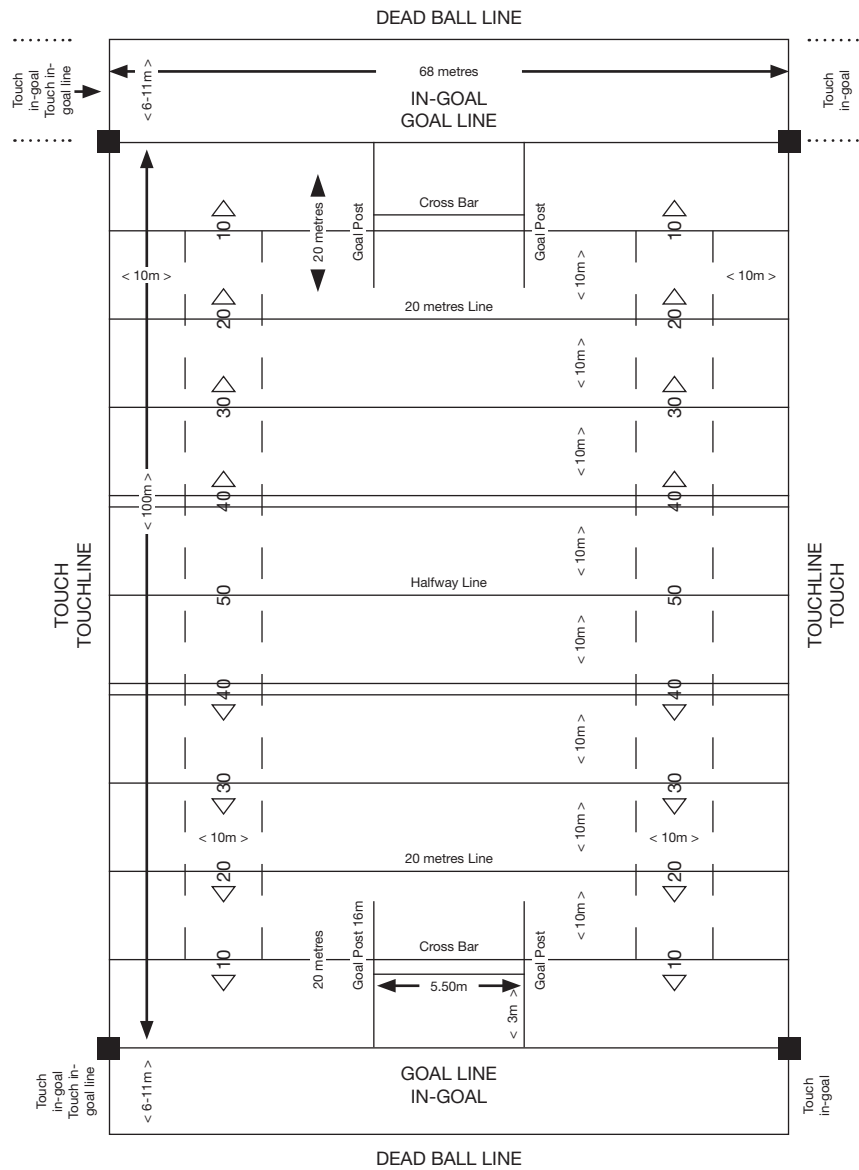 DEAD BALL LINE
Touch
in-goal
Touch in-
goal line
< 6-11m >
68 metres
Touch
in-goal
IN-GOAL
GOAL LINE
20 metres
Goal Post
Cross Bar
Goal Post
10
10
< 10m >
< 10m >
< 10m >
20
20 metres Line
20
< 10m >
30
30
< 10m >
40
40
< 100m>
< 10m >
TOUCH
TOUCHLINE
50
Halfway Line
50
TOUCHLINE
TOUCH
< 10m >
40
40
< 10m >
30
30
< 10m >
< 10m >
< 10m >
20
20 metres Line
20
< 10m >
10
20 metres
Goal Post 16m
Cross Bar
Goal Post
10
5.50m
< 3m >
Touch
in-goal
Touch in-
goal line
< 6-11m >
GOAL LINE
IN-GOAL
Touch
in-goal
DEAD BALL LINE